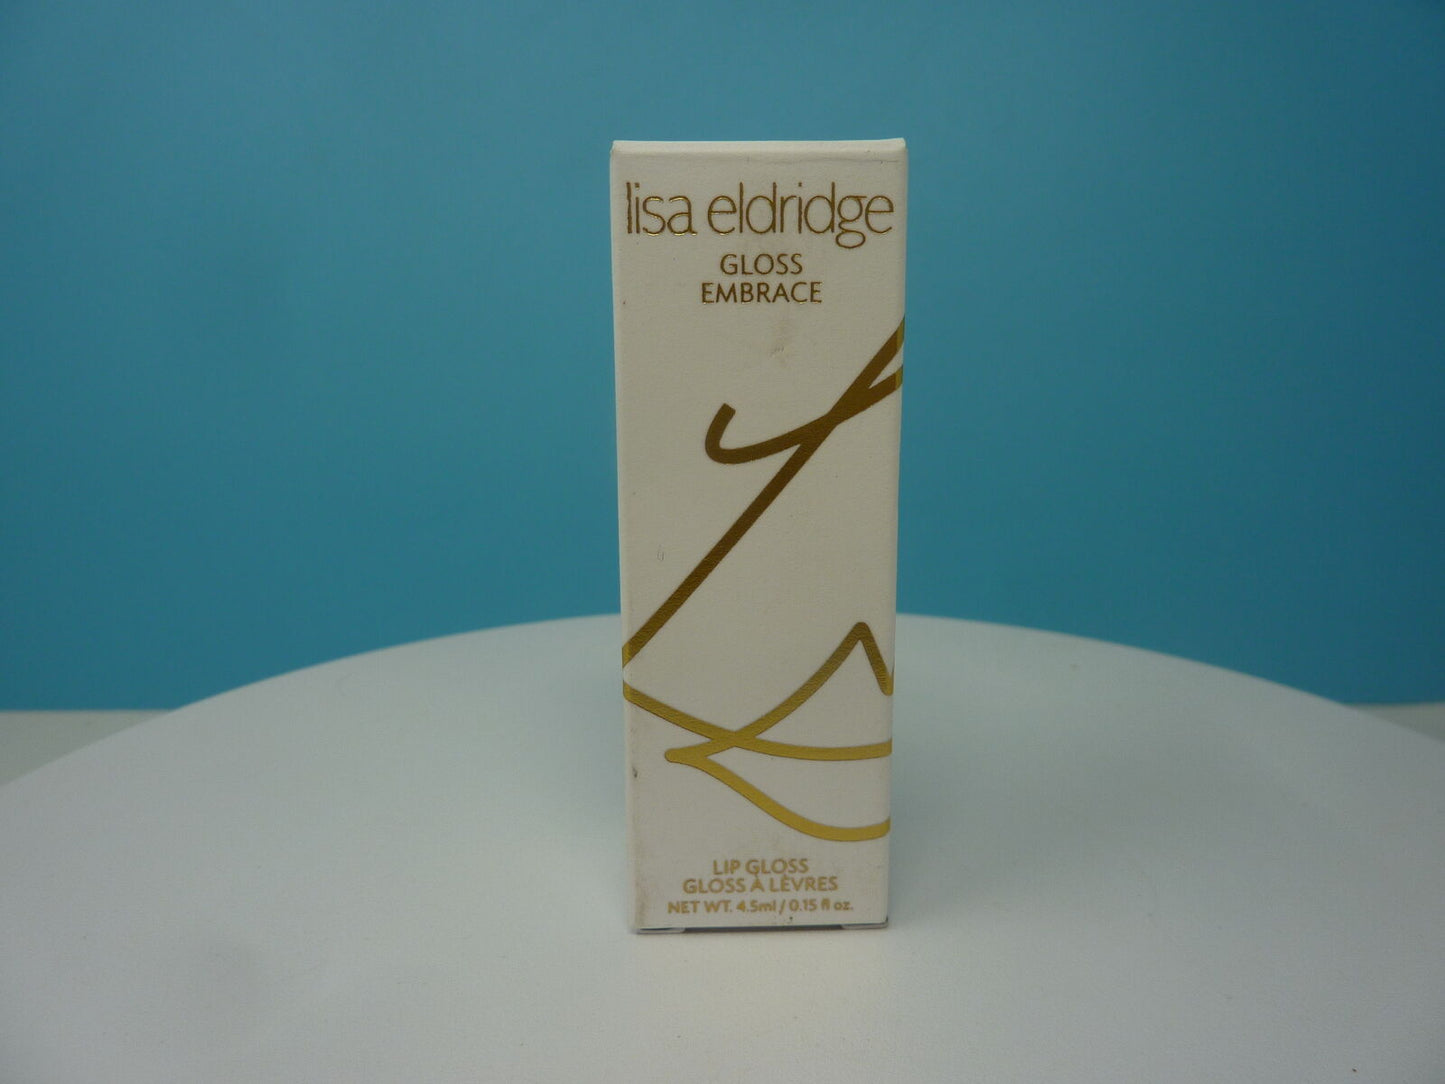 lisa eldridge
GLOSS
EMBRACE
LIP GLOSS
GLOSS À LÈVRES
NET WT. 4.5ml / 0.15 fl oz.